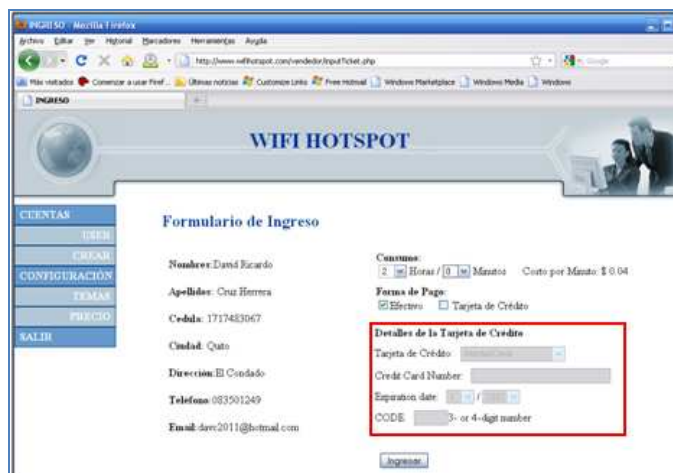 INGRESO - Mozilla Firefox
Archivo Editar Ver Historial Marcadores Herramientas Ayuda
http://www.wifihotspot.com/vendedor/inputTicket.php
Google
Más visitados Comenzar a usar Firef... Últimas noticias Customize Links Free Hotmail Windows Marketplace Windows Media Windows
INGRESO
WIFI HOTSPOT
CUENTAS
USER
CREAR
CONFIGURACIÓN
TEMAS
PRECIO
SALIR
Formulario de Ingreso
Nombres: David Ricardo
Apellidos: Cruz Herrera
Cedula: 1717483067
Ciudad: Quito
Dirección: El Condado
Telefono: 083501249
Email: davc2011@hotmail.com
Consumo:
2 Horas / 0 Minutos Costo por Minuto: $ 0.04
Forma de Pago:
Efectivo Tarjeta de Crédito
Detalles de la Tarjeta de Crédito
Tarjeta de Crédito:
Credit Card Number:
Expiration date: /
CODE: 3- or 4-digit number
Ingresar